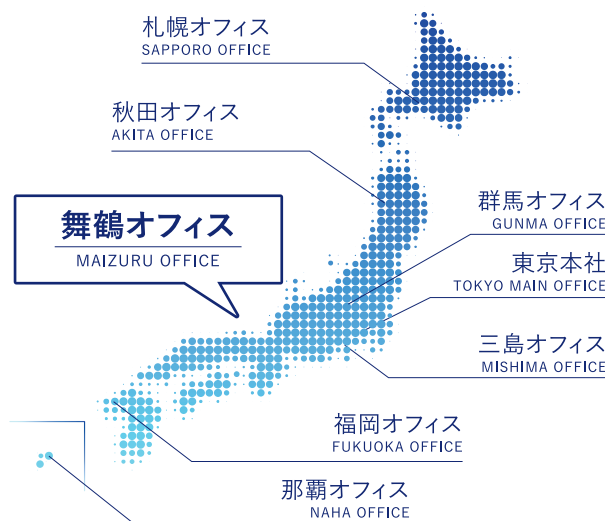 札幌オフィス
SAPPORO OFFICE
秋田オフィス
AKITA OFFICE
舞鶴オフィス
MAIZURU OFFICE
群馬オフィス
GUNMA OFFICE
東京本社
TOKYO MAIN OFFICE
三島オフィス
MISHIMA OFFICE
福岡オフィス
FUKUOKA OFFICE
那覇オフィス
NAHA OFFICE